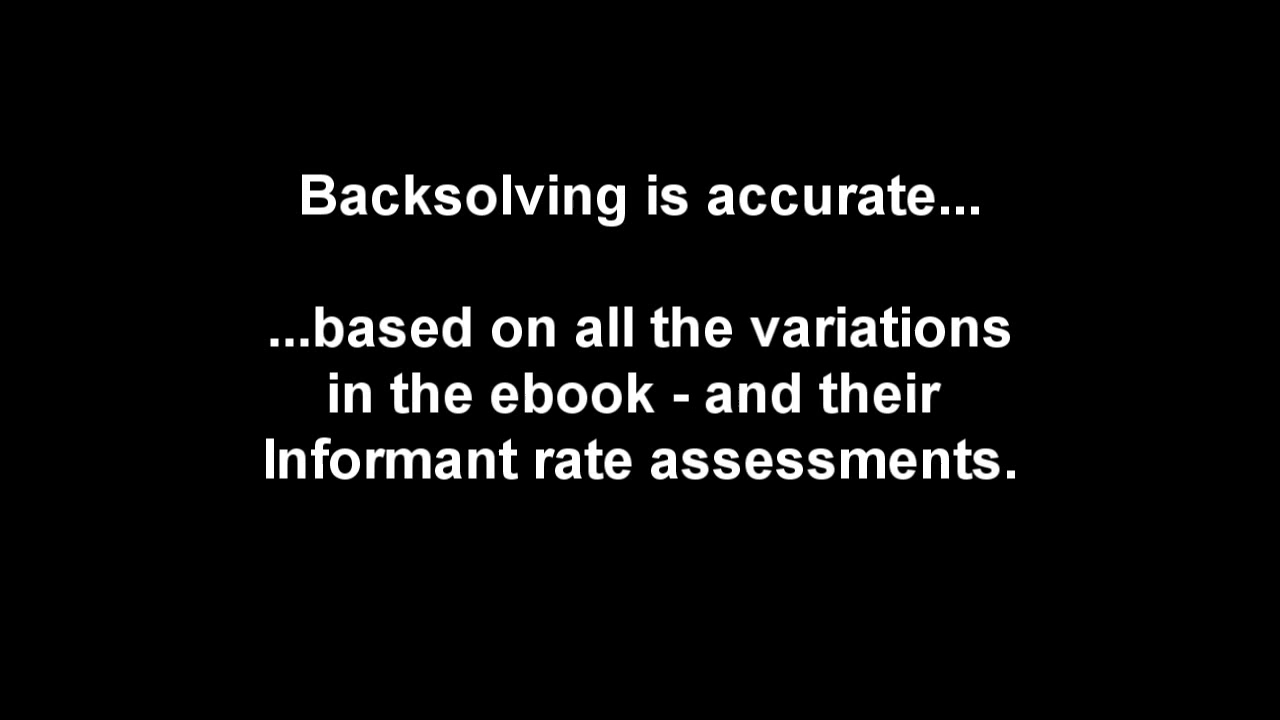 Backsolving is accurate...
...based on all the variations
in the ebook - and their
Informant rate assessments.